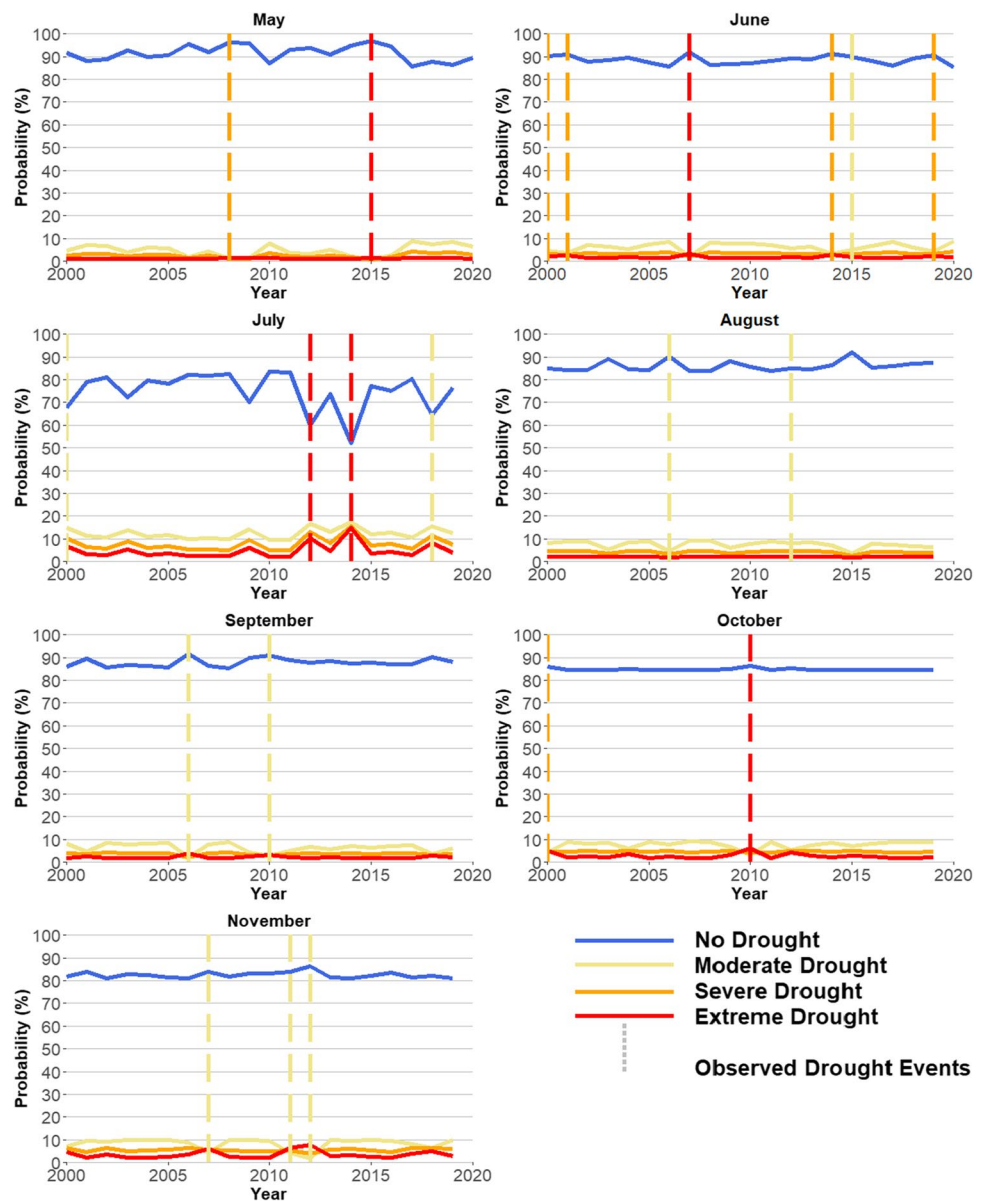 May
100
90
80
70
60
50
40
30
20
10
0
Probability (%)
2000 2005 2010 2015 2020
Year
June
100
90
80
70
60
50
40
30
20
10
0
Probability (%)
2000 2005 2010 2015 2020
Year
July
100
90
80
70
60
50
40
30
20
10
0
Probability (%)
2000 2005 2010 2015 2020
Year
August
100
90
80
70
60
50
40
30
20
10
0
Probability (%)
2000 2005 2010 2015 2020
Year
September
100
90
80
70
60
50
40
30
20
10
0
Probability (%)
2000 2005 2010 2015 2020
Year
October
100
90
80
70
60
50
40
30
20
10
0
Probability (%)
2000 2005 2010 2015 2020
Year
November
100
90
80
70
60
50
40
30
20
10
0
Probability (%)
2000 2005 2010 2015 2020
Year
No Drought
Moderate Drought
Severe Drought
Extreme Drought
Observed Drought Events